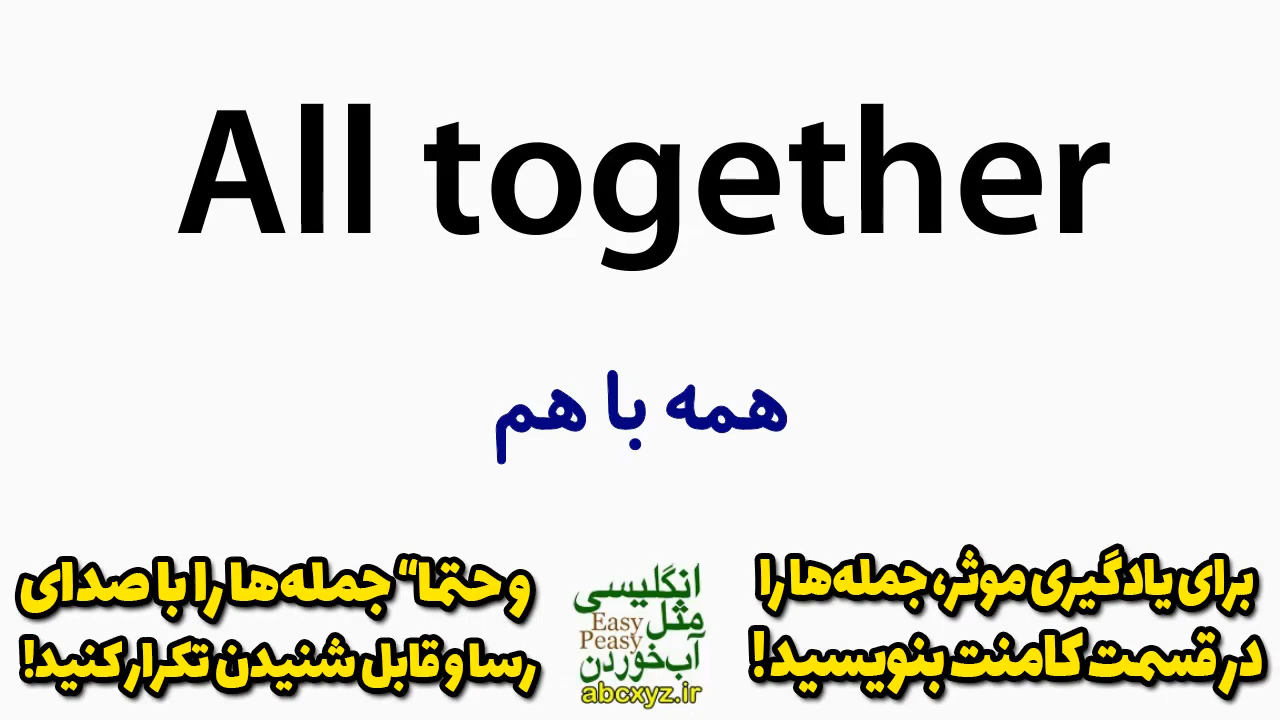 All together
همه با هم
برای یادگیری موثر، جمله‌ها را
در قسمت کامنت بنویسید!
انگلیسی
مثل
Easy
Peasy
آب خوردن
abcxyz.ir
و حتما“ جمله‌ها را با صدای
رسا و قابل شنیدن تکرار کنید!